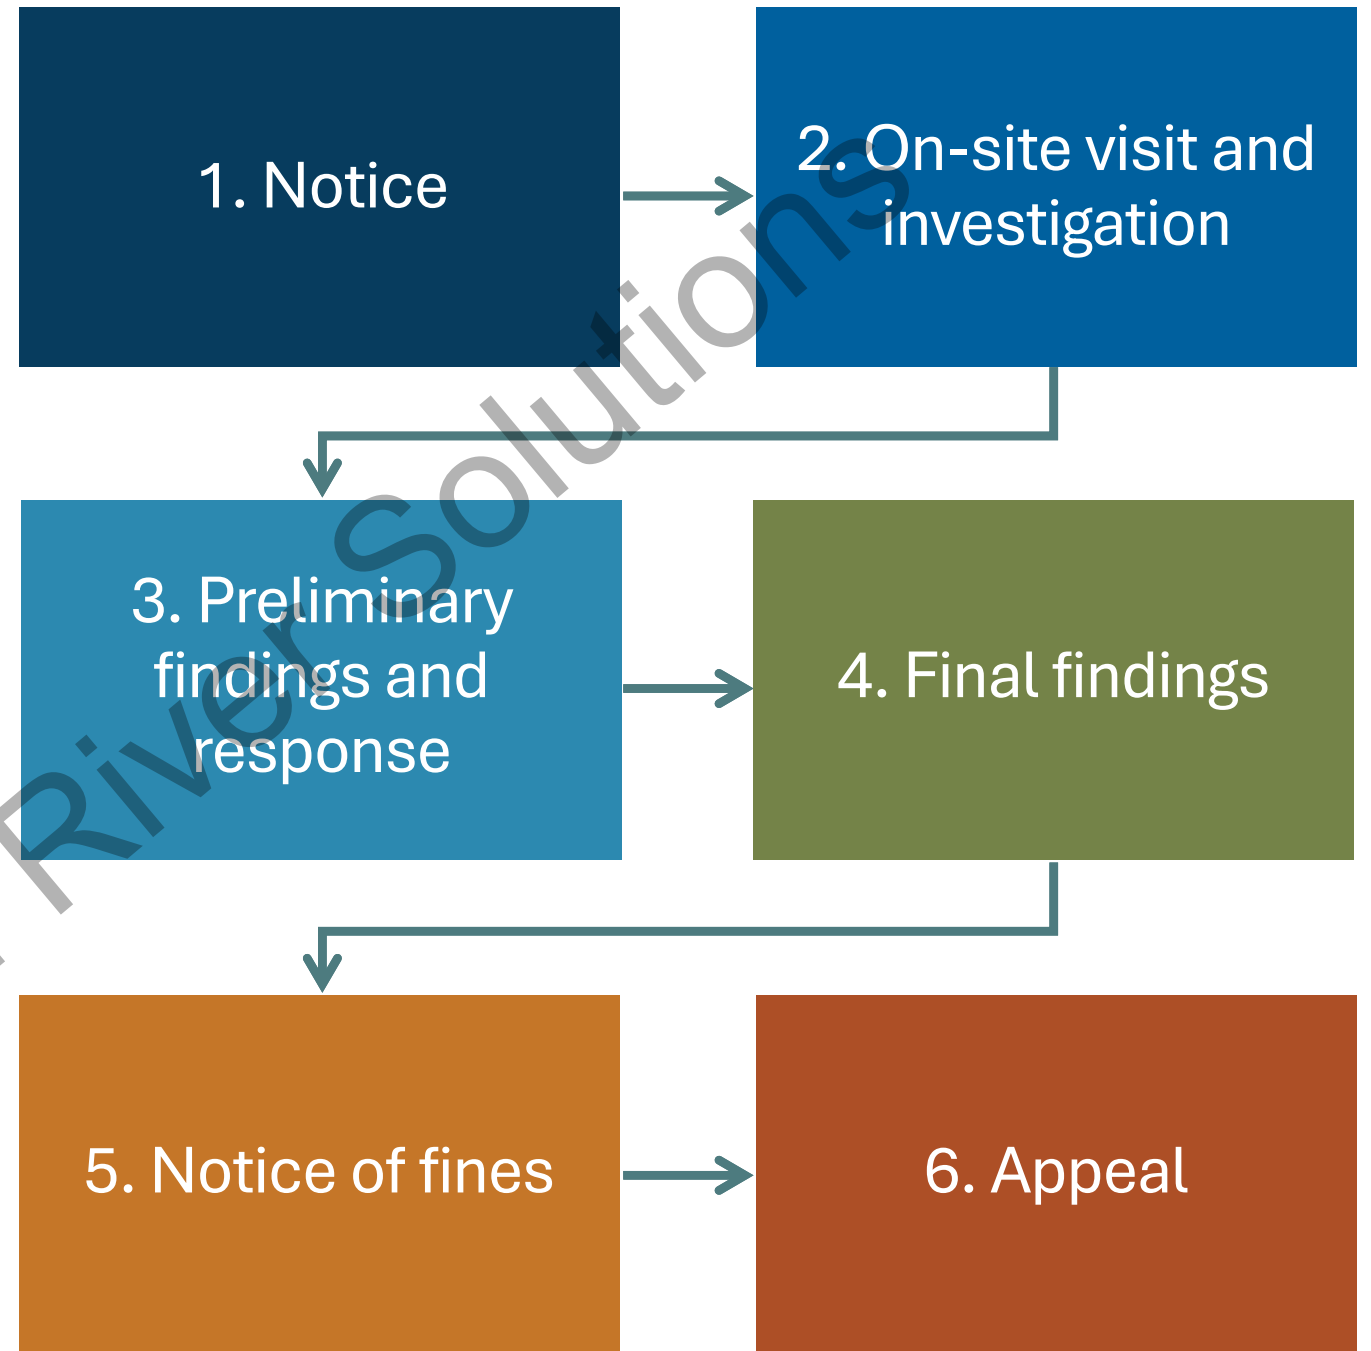 1. Notice
2. On-site visit and
investigation
3. Preliminary
findings and
response
4. Final findings
5. Notice of fines
6. Appeal
River Solutions